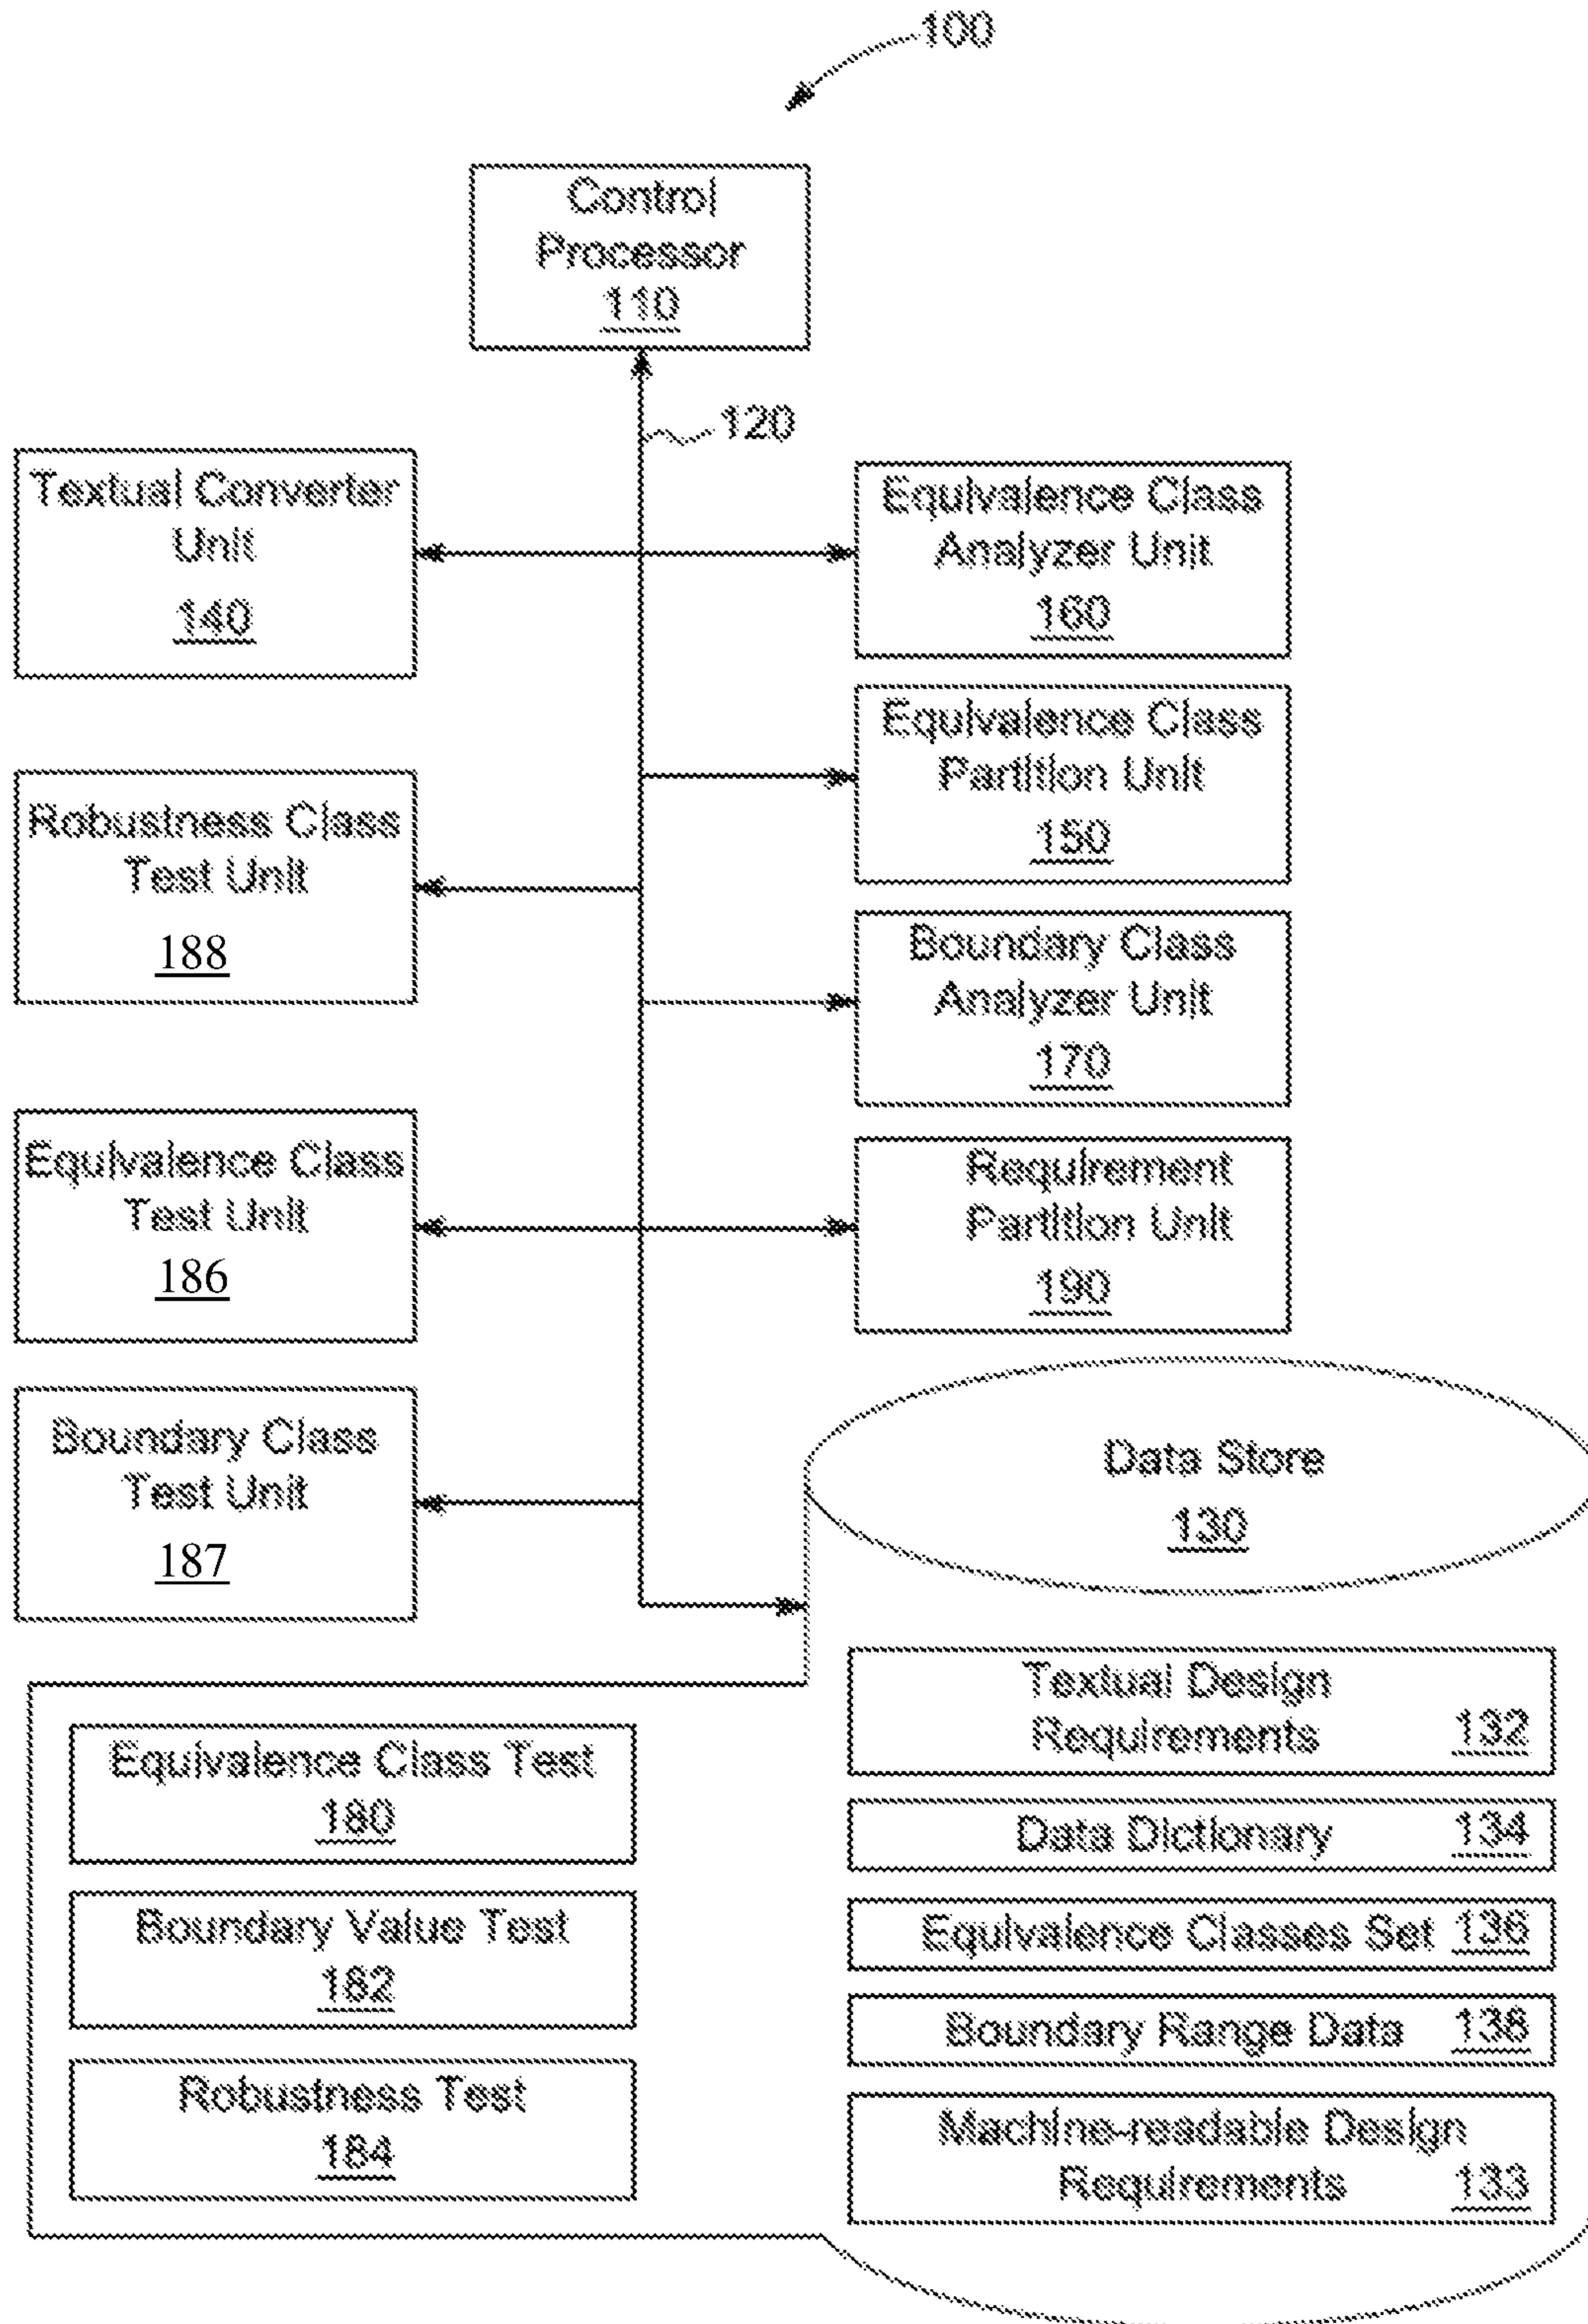 100
Control
Processor
110
120
Textual Converter
Unit
140
Equivalence Class
Analyzer Unit
160
Equivalence Class
Partition Unit
150
Robustness Class
Test Unit
188
Boundary Class
Analyzer Unit
170
Equivalence Class
Test Unit
186
Requirement
Partition Unit
190
Boundary Class
Test Unit
187
Data Store
130
Textual Design
Requirements 132
Data Dictionary 134
Equivalence Classes Set 136
Boundary Range Data 138
Machine-readable Design
Requirements 133
Equivalence Class Test
180
Boundary Value Test
182
Robustness Test
184